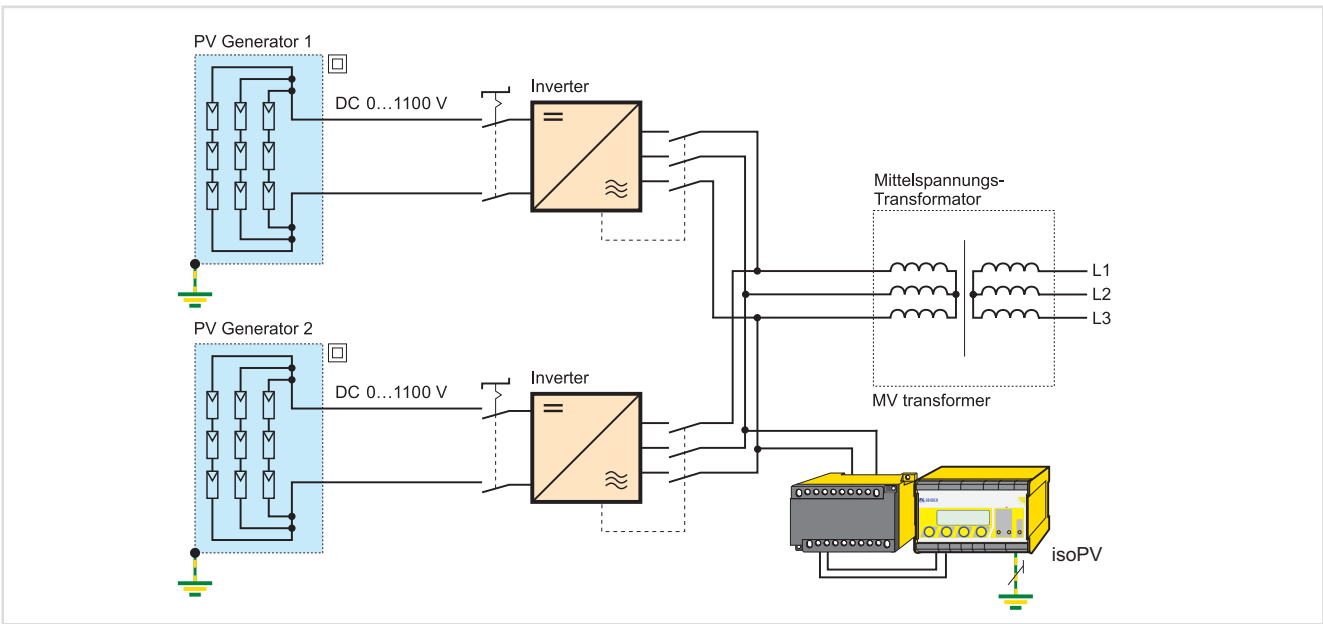 PV Generator 1
DC 0...1100 V
Inverter
Mittelspannungs-
Transformator
L1
L2
L3
MV transformer
PV Generator 2
DC 0...1100 V
Inverter
BENDER
isoPV